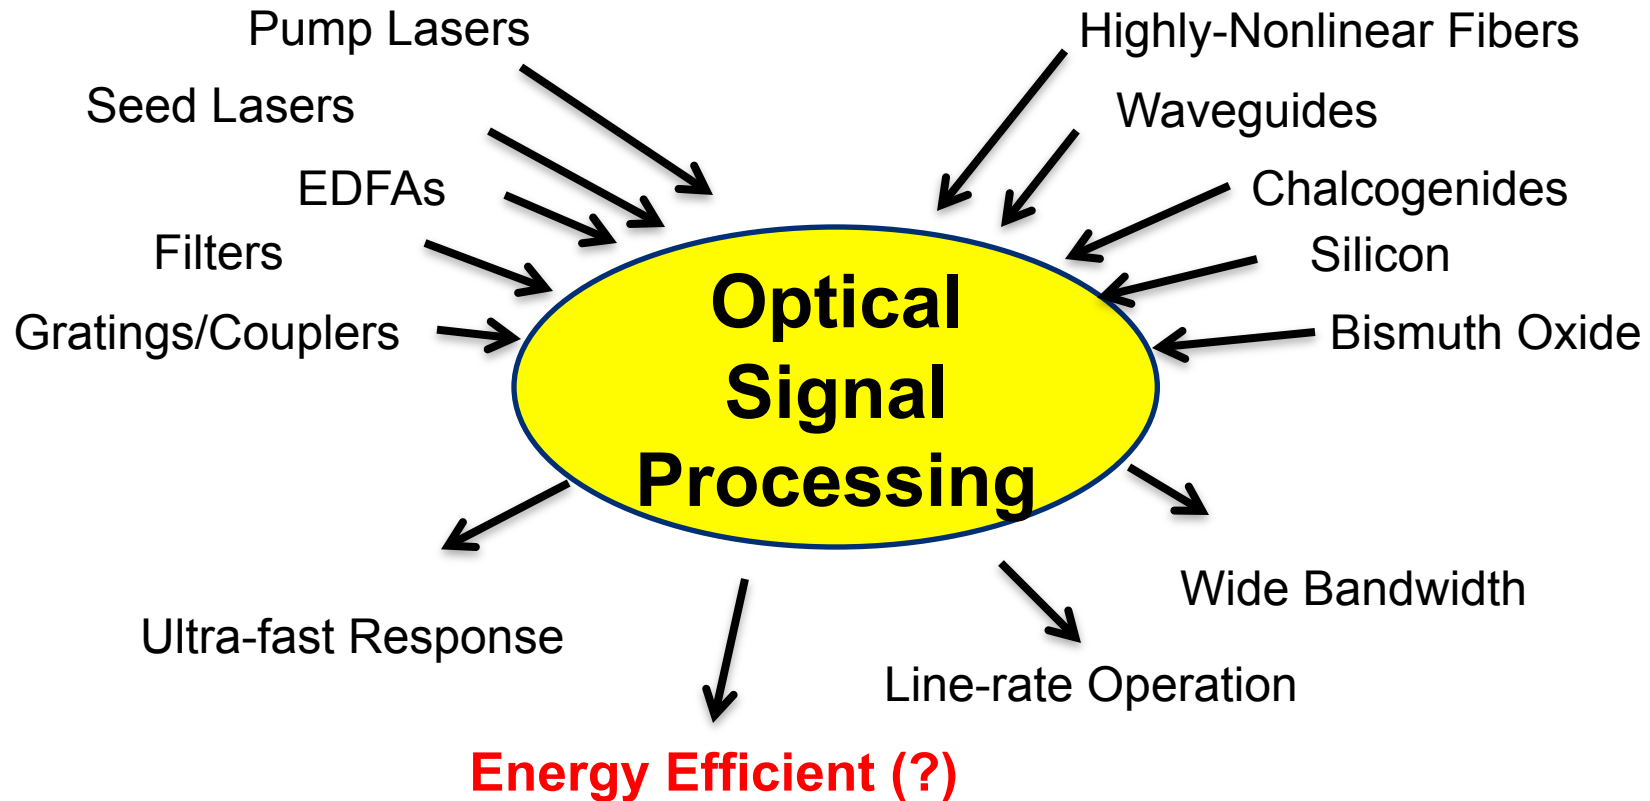 Pump Lasers
Seed Lasers
EDFAs
Filters
Gratings/Couplers
Highly-Nonlinear Fibers
Waveguides
Chalcogenides
Silicon
Bismuth Oxide
Optical
Signal
Processing
Ultra-fast Response
Energy Efficient (?)
Line-rate Operation
Wide Bandwidth